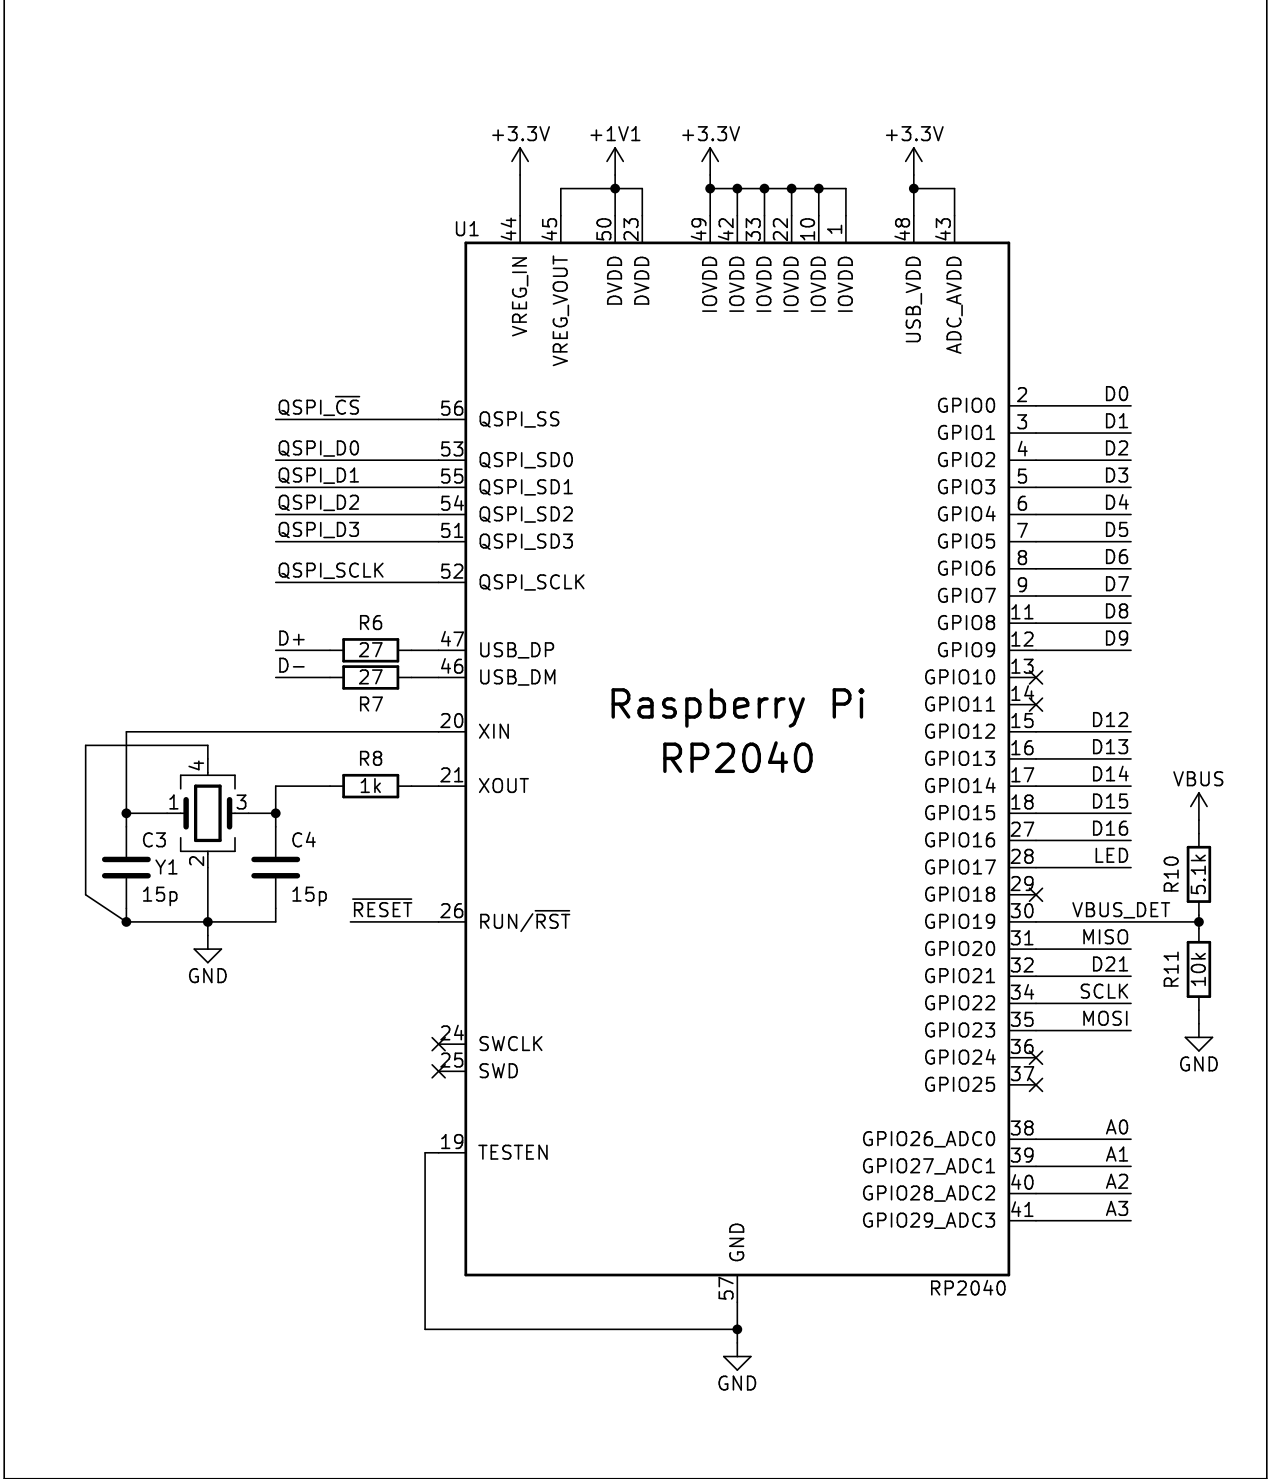 +3.3V +1V1 +3.3V +3.3V
U1 44 45 50 23 49 42 33 22 10 1 48 43
VREG_IN VREG_VOUT DVDD DVDD IOVDD IOVDD IOVDD IOVDD IOVDD IOVDD USB_VDD ADC_AVDD
QSPI_CS 56 QSPI_SS
QSPI_D0 53 QSPI_SD0
QSPI_D1 55 QSPI_SD1
QSPI_D2 54 QSPI_SD2
QSPI_D3 51 QSPI_SD3
QSPI_SCLK 52 QSPI_SCLK
R6
D+ 27 47 USB_DP
D- 27 46 USB_DM
R7
20 XIN
R8
1k 21 XOUT
4
1 3
2
C3 C4
Y1
15p 15p
GND
RESET 26 RUN/RST
24 SWCLK
25 SWD
19 TESTEN
Raspberry Pi
RP2040
GPIO0 2 D0
GPIO1 3 D1
GPIO2 4 D2
GPIO3 5 D3
GPIO4 6 D4
GPIO5 7 D5
GPIO6 8 D6
GPIO7 9 D7
GPIO8 11 D8
GPIO9 12 D9
GPIO10 13
GPIO11 14
GPIO12 15 D12
GPIO13 16 D13
GPIO14 17 D14
GPIO15 18 D15
GPIO16 27 D16
GPIO17 28 LED
GPIO18 29
GPIO19 30 VBUS_DET
GPIO20 31 MISO
GPIO21 32 D21
GPIO22 34 SCLK
GPIO23 35 MOSI
GPIO24 36
GPIO25 37
GPIO26_ADC0 38 A0
GPIO27_ADC1 39 A1
GPIO28_ADC2 40 A2
GPIO29_ADC3 41 A3
VBUS
R10 5.1k
R11 10k
GND
GND
57
RP2040
GND